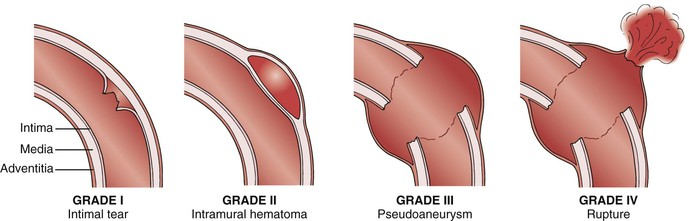 Intima
Media
Adventitia
GRADE I
Intimal tear
GRADE II
Intramural hematoma
GRADE III
Pseudoaneurysm
GRADE IV
Rupture